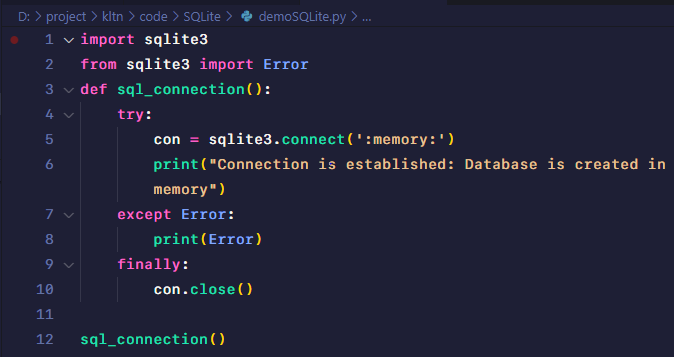 D: > project > kltn > code > SQLite > demoSQLite.py > ...
1 import sqlite3
2 from sqlite3 import Error
3 def sql_connection():
4 try:
5 con = sqlite3.connect(':memory:')
6 print("Connection is established: Database is created in
memory")
7 except Error:
8 print(Error)
9 finally:
10 con.close()
11
12 sql_connection()